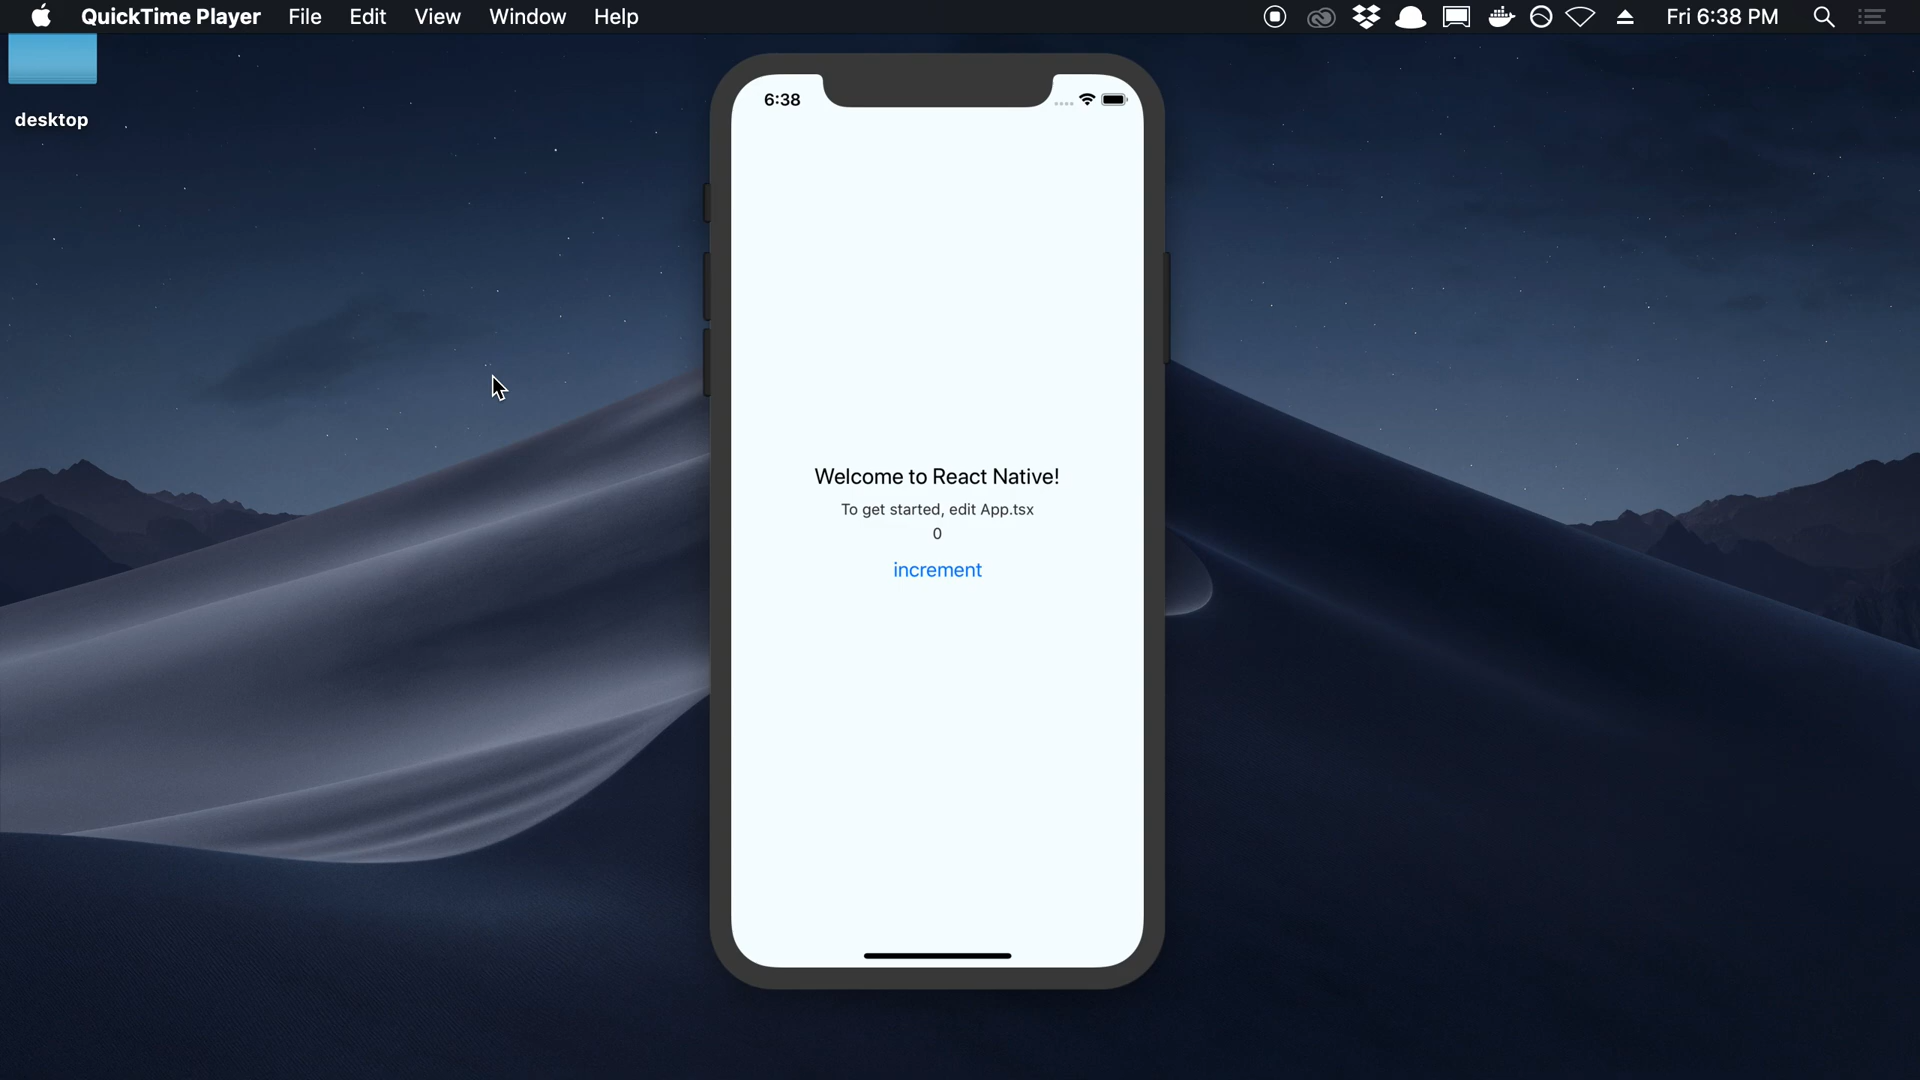 QuickTime Player File Edit View Window Help Fri 6:38 PM
desktop
6:38
Welcome to React Native!
To get started, edit App.tsx
0
increment